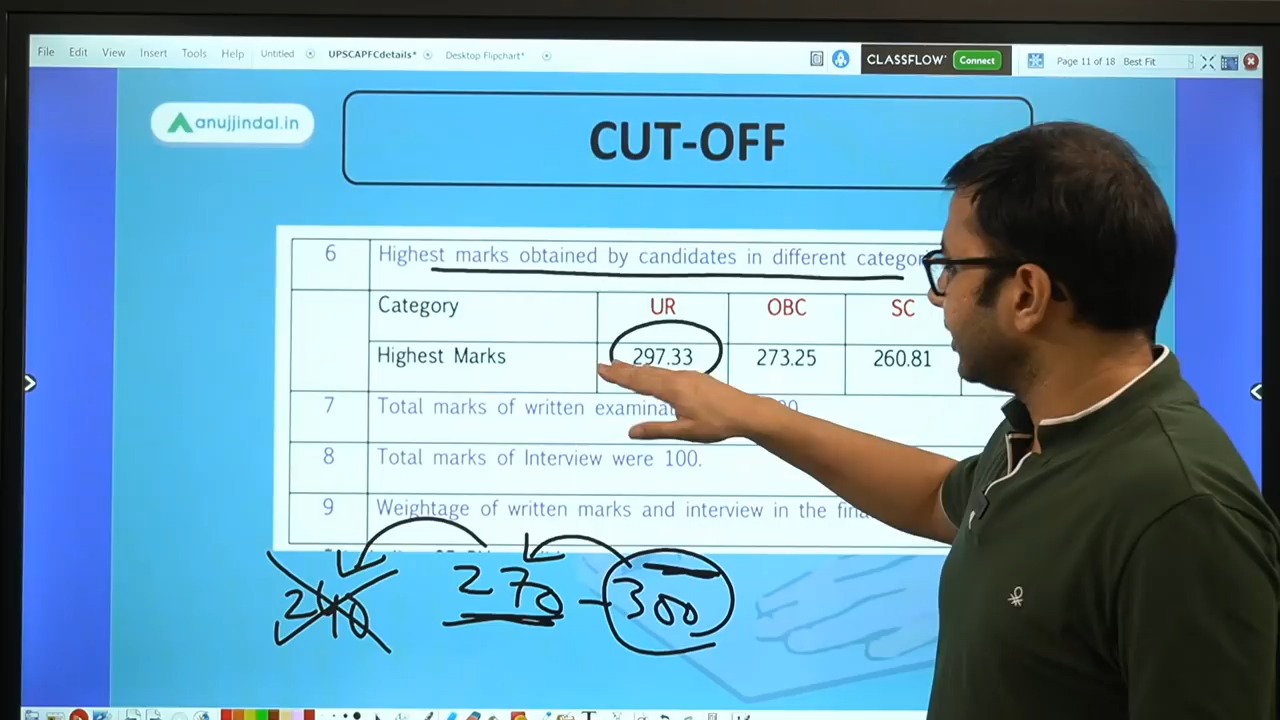 File Edit View Insert Tools Help Untitled UPSCAPFCdetails* Desktop Flipchart* CLASSFLOW Connect Page 11 of 18 Best Fit
anujjindal.in
CUT-OFF
6 Highest marks obtained by candidates in different
Category UR OBC SC
Highest Marks 297.33 273.25 260.81
7 Total marks of written
8 Total marks of Interview were 100.
9 Weightage of written marks and interview in the
240 270 - 300